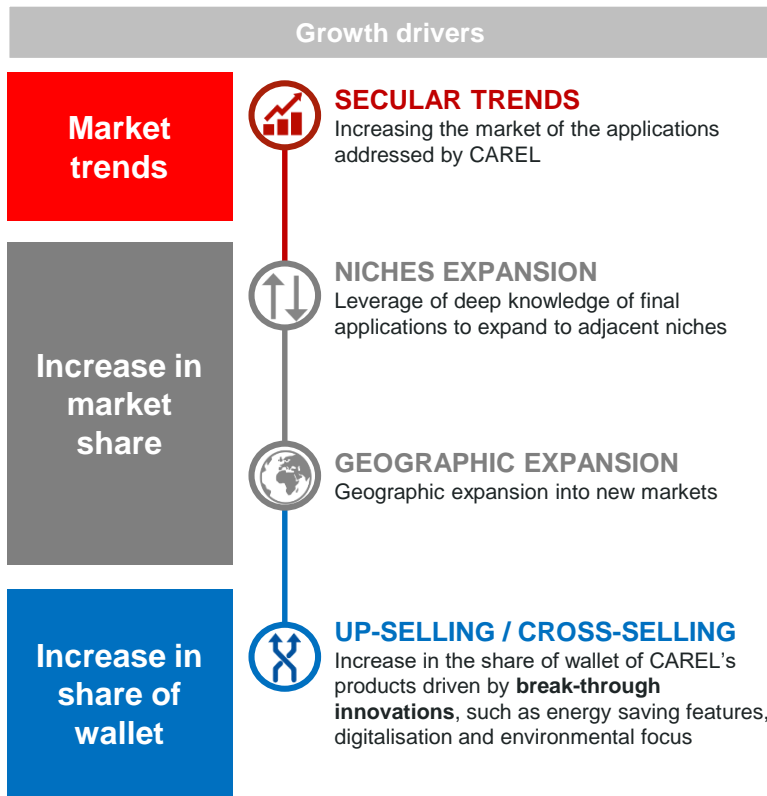 Growth drivers
Market
trends
SECULAR TRENDS
Increasing the market of the applications
addressed by CAREL
Increase in
market
share
NICHES EXPANSION
Leverage of deep knowledge of final
applications to expand to adjacent niches
GEOGRAPHIC EXPANSION
Geographic expansion into new markets
Increase in
share of
wallet
UP-SELLING / CROSS-SELLING
Increase in the share of wallet of CAREL’s
products driven by break-through
innovations, such as energy saving features,
digitalisation and environmental focus